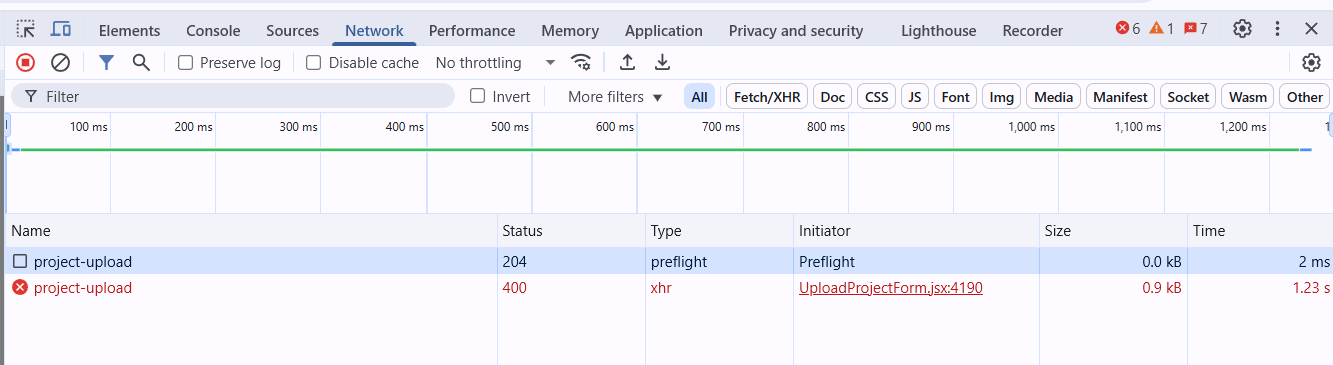 Elements Console Sources Network Performance Memory Application Privacy and security Lighthouse Recorder 6 1 7
Preserve log Disable cache No throttling
Filter Invert More filters All Fetch/XHR Doc CSS JS Font Img Media Manifest Socket Wasm Other
100 ms 200 ms 300 ms 400 ms 500 ms 600 ms 700 ms 800 ms 900 ms 1,000 ms 1,100 ms 1,200 ms 1
Name Status Type Initiator Size Time
project-upload 204 preflight Preflight 0.0 kB 2 ms
project-upload 400 xhr UploadProjectForm.jsx:4190 0.9 kB 1.23 s